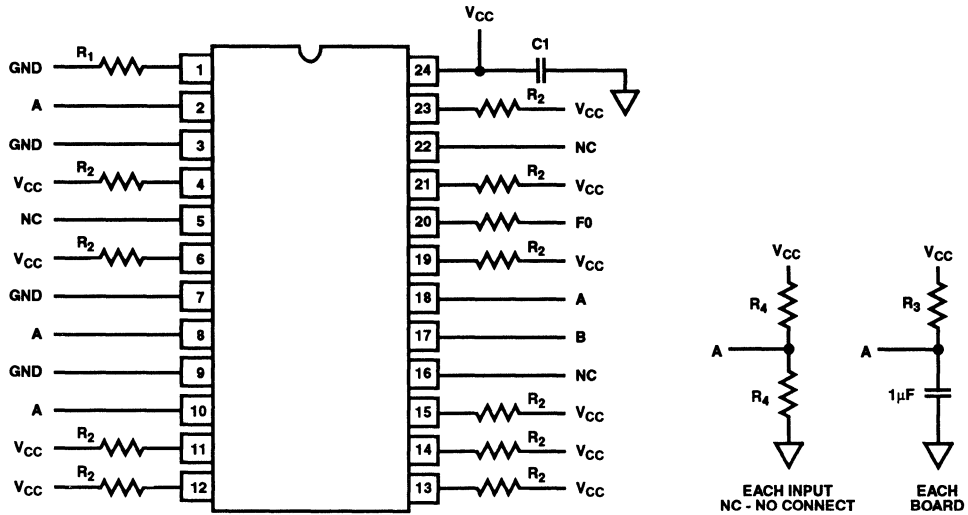 V_CC
C1
GND R1 1
A 2
GND 3
VCC R2 4
NC 5
VCC R2 6
GND 7
A 8
GND 9
A 10
VCC R2 11
VCC R2 12
24
23 R2 VCC
22 NC
21 R2 VCC
20 F0
19 R2 VCC
18 A
17 B
16 NC
15 R2 VCC
14 R2 VCC
13 R2 VCC
VCC
R4
A
R4
EACH INPUT
NC - NO CONNECT
VCC
R3
A
1µF
EACH
BOARD